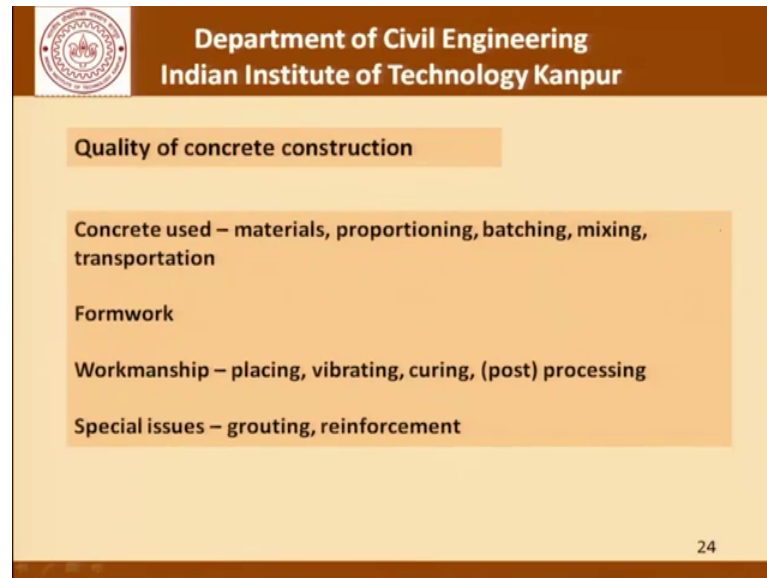 Department of Civil Engineering
Indian Institute of Technology Kanpur
Quality of concrete construction
Concrete used – materials, proportioning, batching, mixing,
transportation
Formwork
Workmanship – placing, vibrating, curing, (post) processing
Special issues – grouting, reinforcement
24